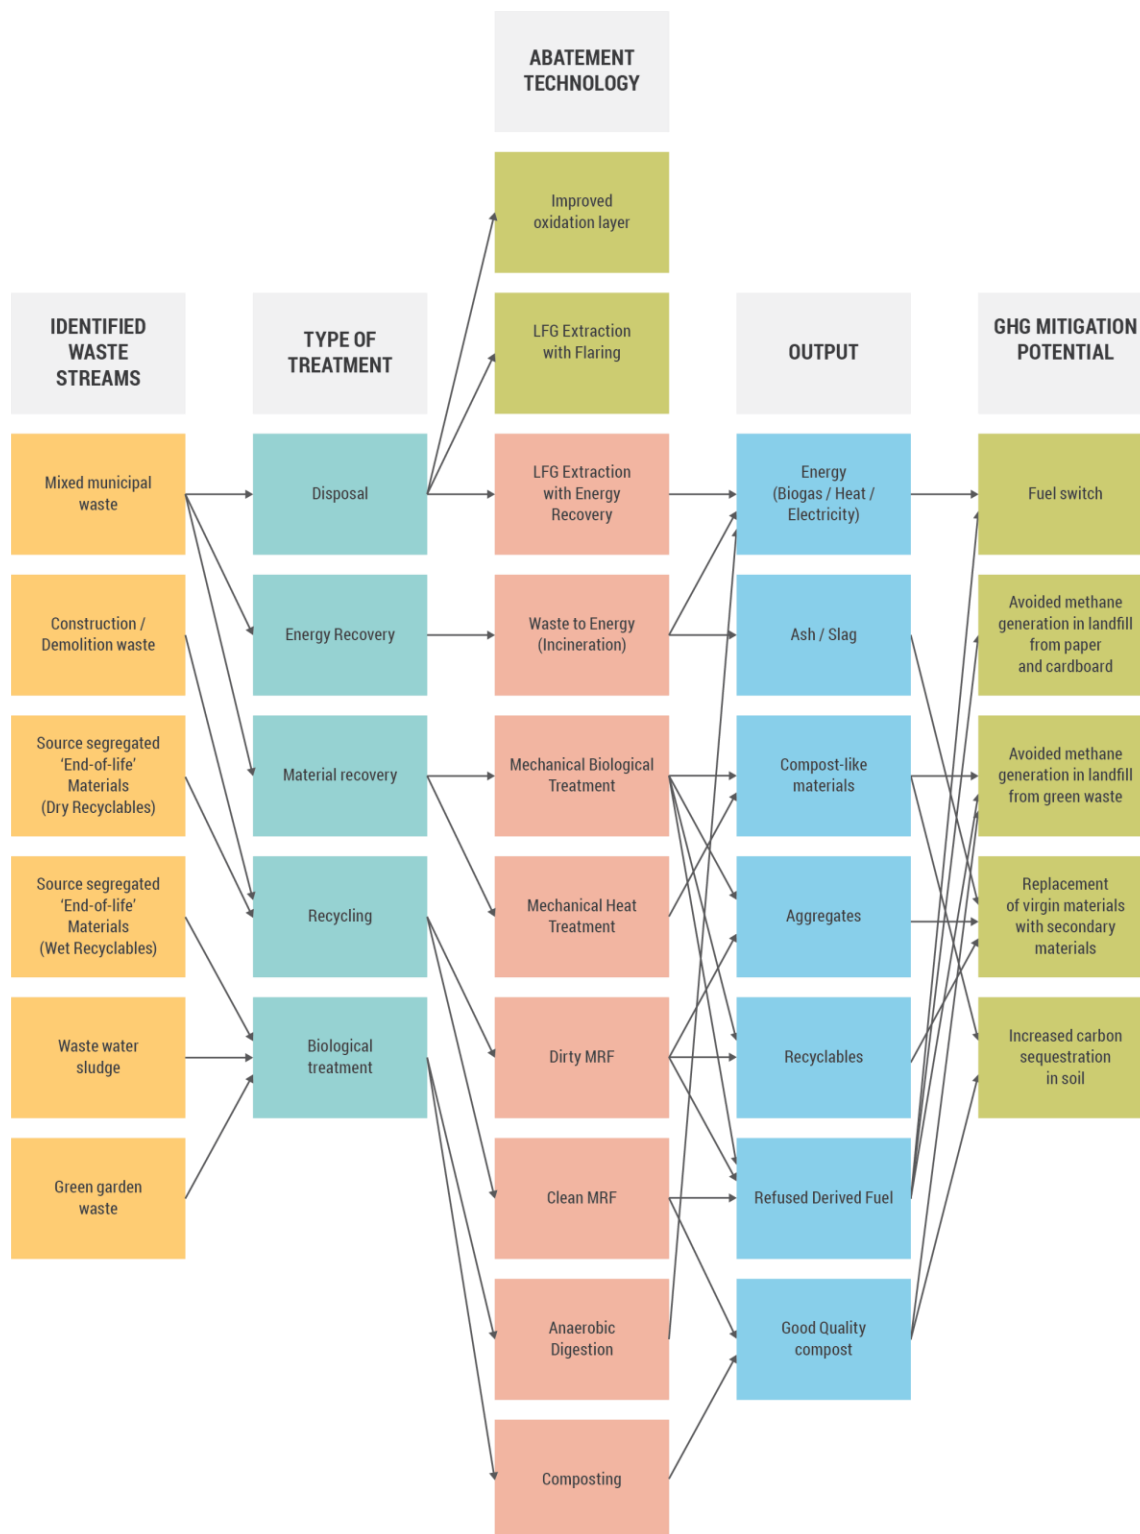 ABATEMENT
TECHNOLOGY
Improved
oxidation layer
IDENTIFIED
WASTE
STREAMS
TYPE OF
TREATMENT
LFG Extraction
with Flaring
OUTPUT
GHG MITIGATION
POTENTIAL
Mixed municipal
waste
Disposal
LFG Extraction
with Energy
Recovery
Energy
(Biogas / Heat /
Electricity)
Fuel switch
Construction /
Demolition waste
Energy Recovery
Waste to Energy
(Incineration)
Ash / Slag
Avoided methane
generation in landfill
from paper
and cardboard
Source segregated
‘End-of-life’
Materials
(Dry Recyclables)
Material recovery
Mechanical Biological
Treatment
Compost-like
materials
Avoided methane
generation in landfill
from green waste
Source segregated
‘End-of-life’
Materials
(Wet Recyclables)
Recycling
Mechanical Heat
Treatment
Aggregates
Replacement
of virgin materials
with secondary
materials
Waste water
sludge
Biological
treatment
Dirty MRF
Recyclables
Increased carbon
sequestration
in soil
Green garden
waste
Clean MRF
Refused Derived Fuel
Anaerobic
Digestion
Good Quality
compost
Composting